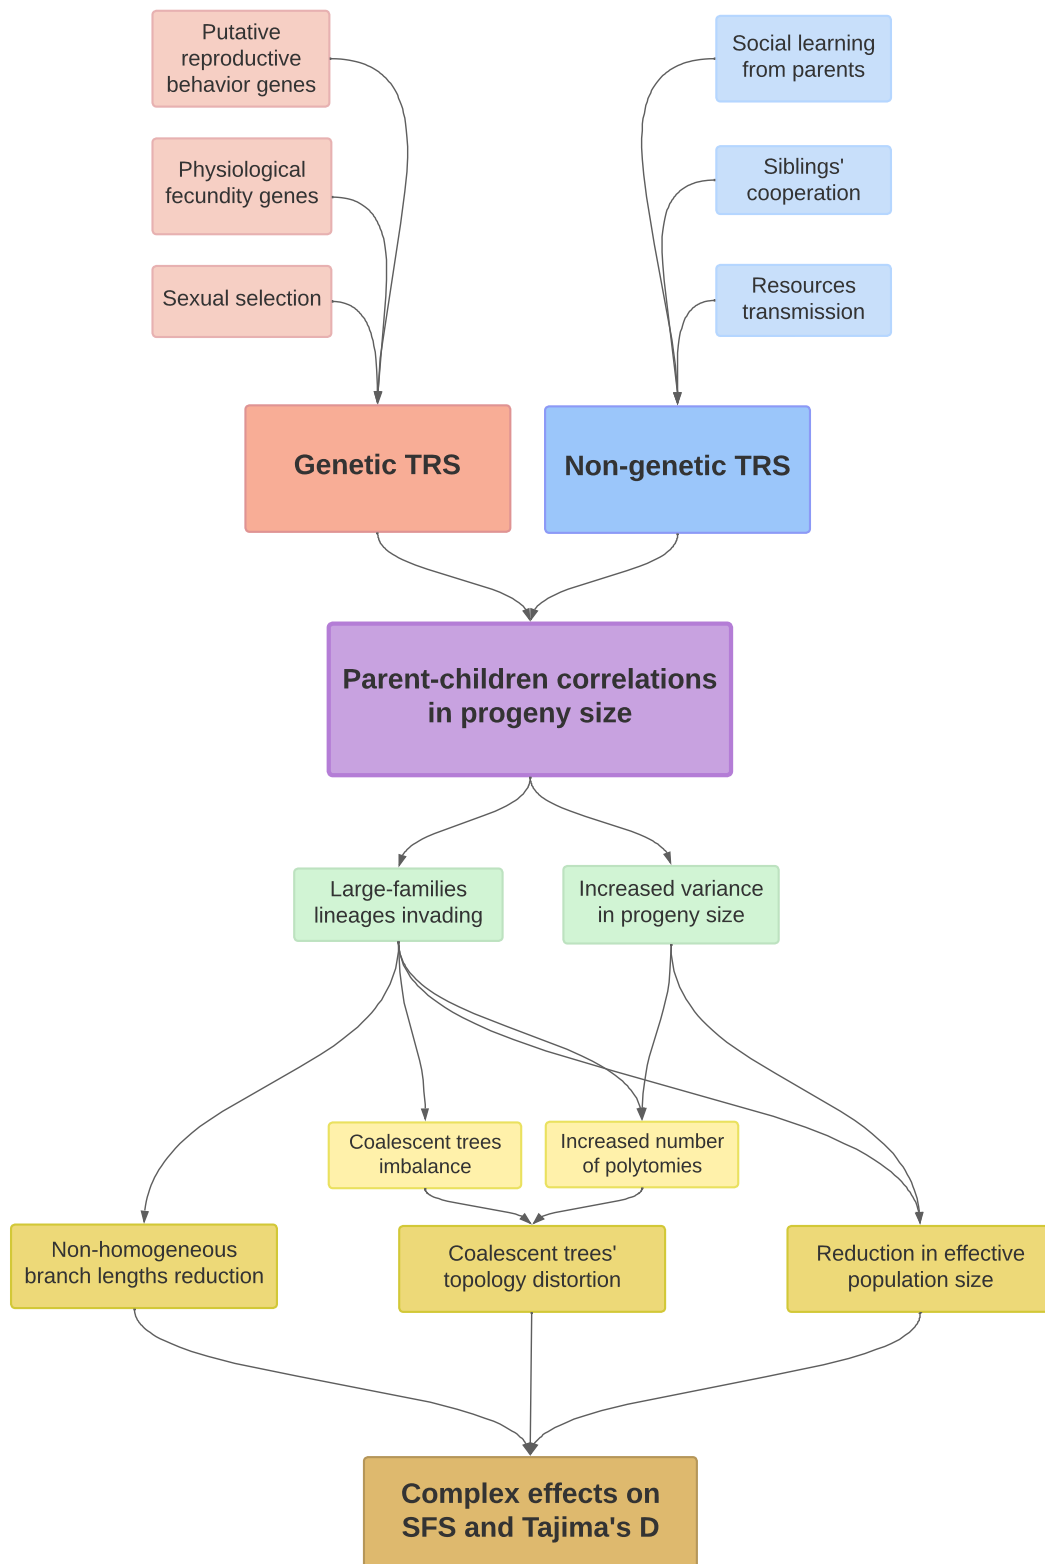 Putative
reproductive
behavior genes
Social learning
from parents
Physiological
fecundity genes
Siblings'
cooperation
Sexual selection
Resources
transmission
Genetic TRS
Non-genetic TRS
Parent-children correlations
in progeny size
Large-families
lineages invading
Increased variance
in progeny size
Coalescent trees
imbalance
Increased number
of polytomies
Non-homogeneous
branch lengths reduction
Coalescent trees'
topology distortion
Reduction in effective
population size
Complex effects on
SFS and Tajima's D